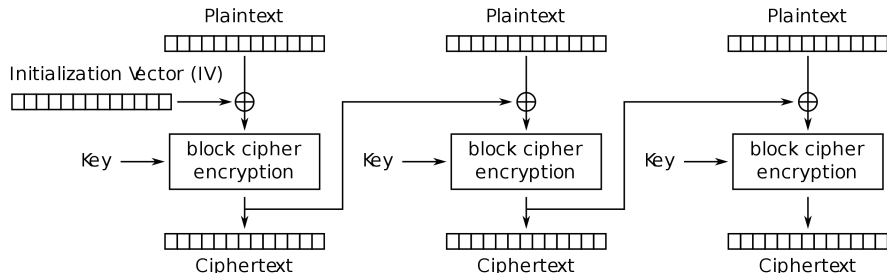 Plaintext
Plaintext
Plaintext
Initialization Vector (IV)
Key
block cipher
encryption
Key
block cipher
encryption
Key
block cipher
encryption
Ciphertext
Ciphertext
Ciphertext